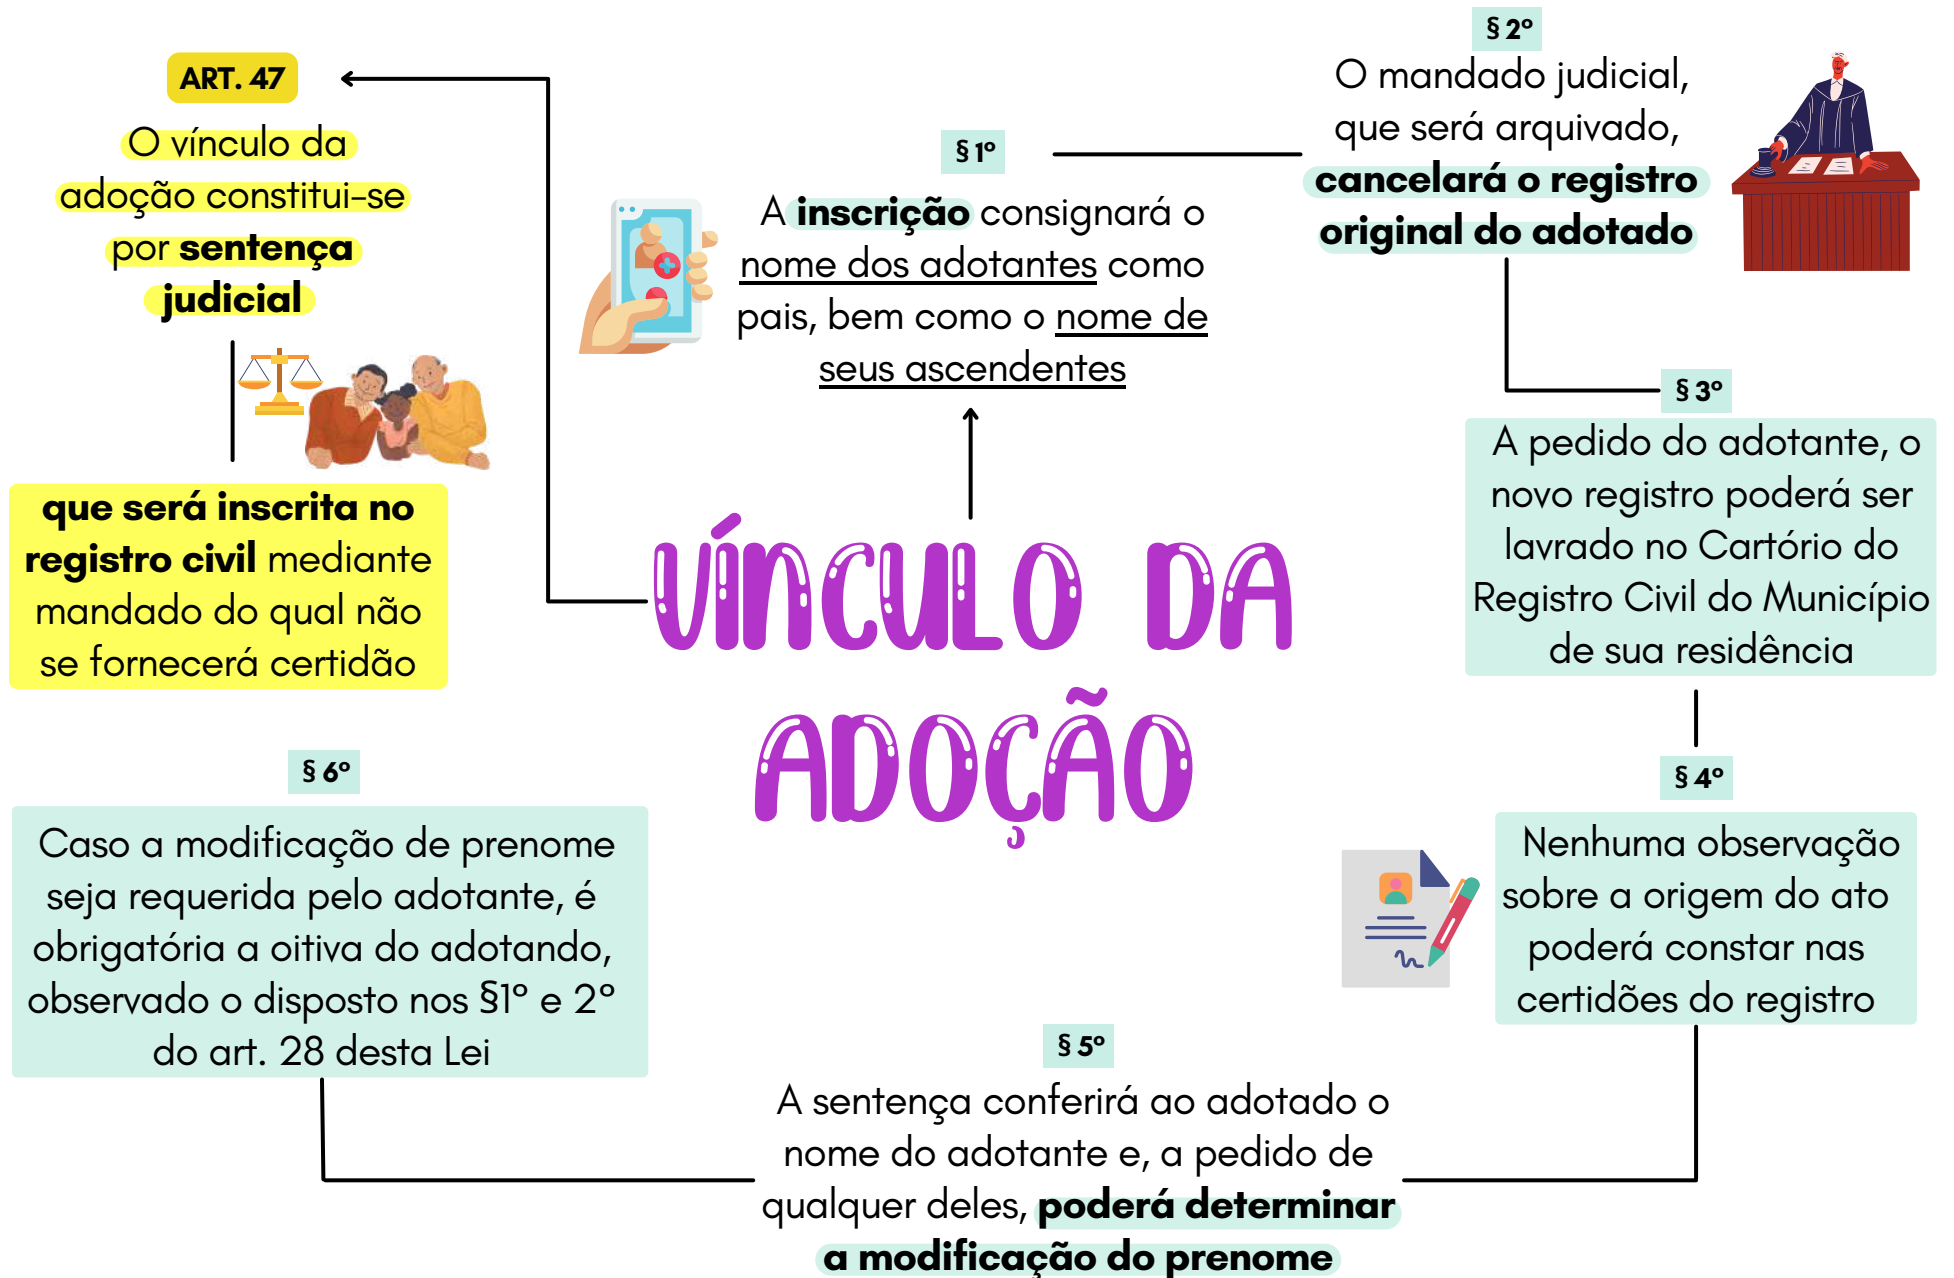 ART. 47
O vínculo da
adoção constitui-se
por sentença
judicial
que será inscrita no
registro civil mediante
mandado do qual não
se fornecerá certidão
VÍNCULO DA
ADOÇÃO
§ 1º
A inscrição consignará o
nome dos adotantes como
pais, bem como o nome de
seus ascendentes
§ 2º
O mandado judicial,
que será arquivado,
cancelará o registro
original do adotado
§ 3º
A pedido do adotante, o
novo registro poderá ser
lavrado no Cartório do
Registro Civil do Município
de sua residência
§ 4º
Nenhuma observação
sobre a origem do ato
poderá constar nas
certidões do registro
§ 5º
A sentença conferirá ao adotado o
nome do adotante e, a pedido de
qualquer deles, poderá determinar
a modificação do prenome
§ 6º
Caso a modificação de prenome
seja requerida pelo adotante, é
obrigatória a oitiva do adotando,
observado o disposto nos §1° e 2°
do art. 28 desta Lei